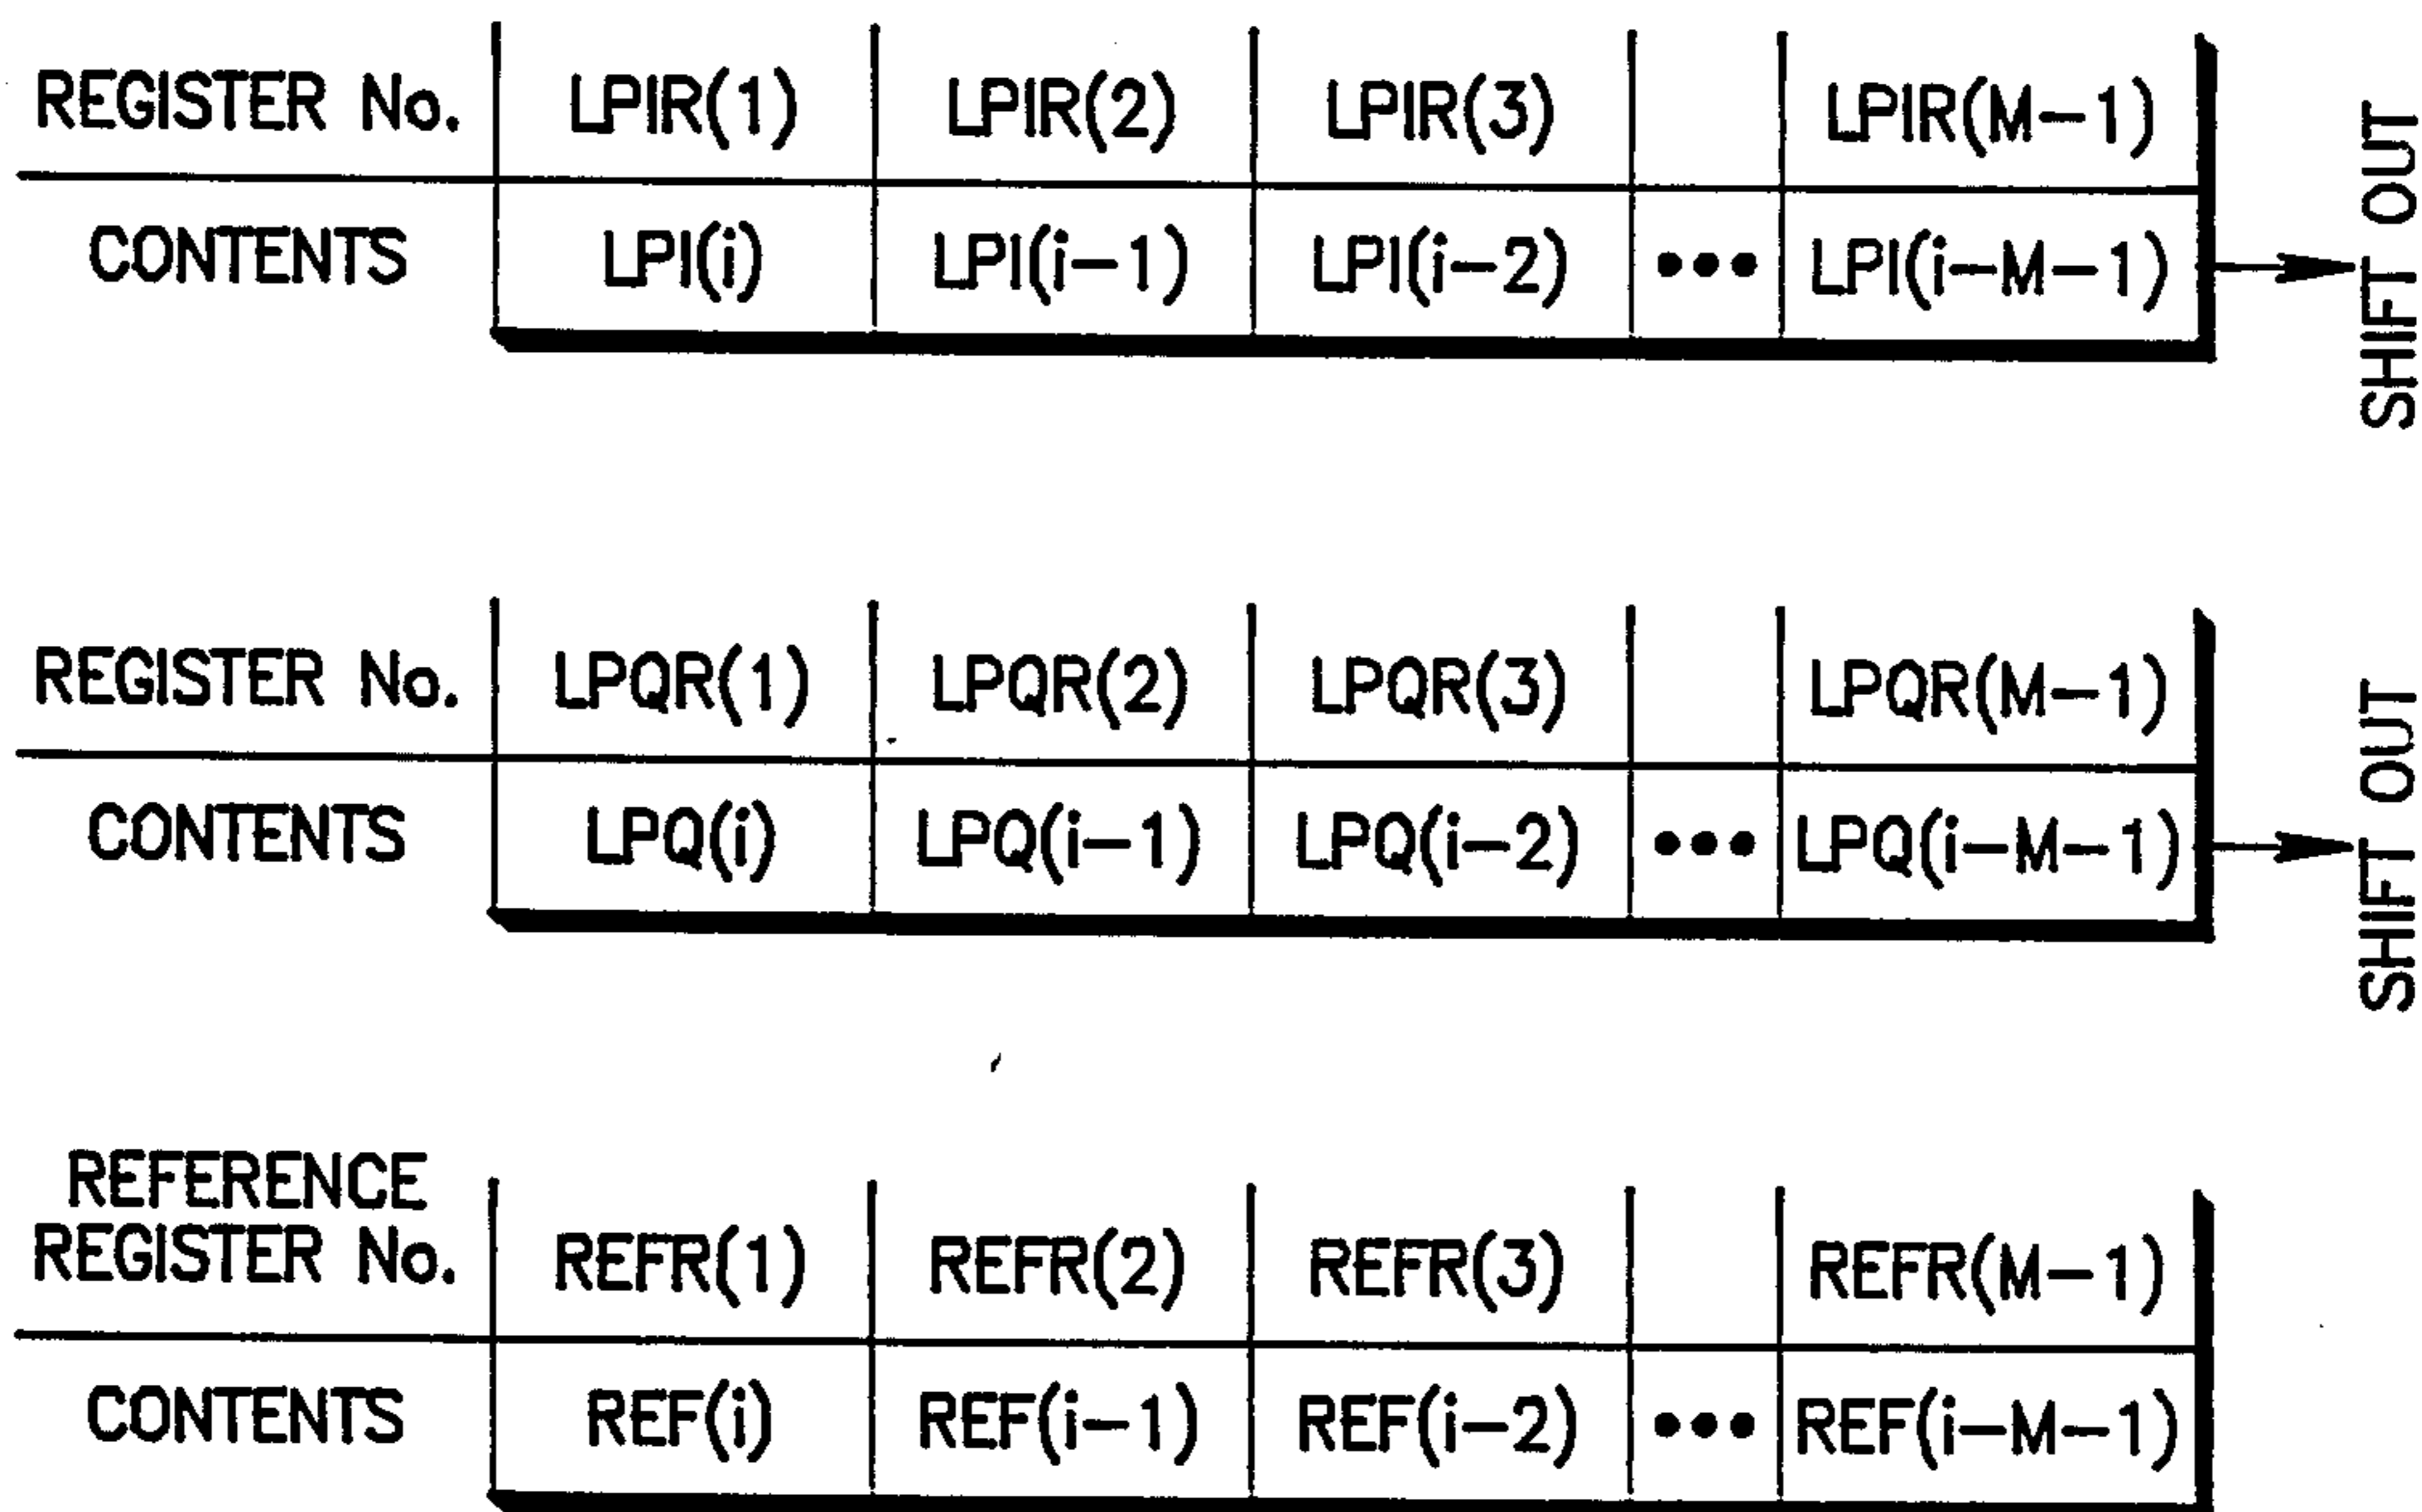 REGISTER No. LPIR(1) LPIR(2) LPIR(3) LPIR(M-1)
CONTENTS LPI(i) LPI(i-1) LPI(i-2) ••• LPI(i-M-1)
SHIFT OUT
REGISTER No. LPQR(1) LPQR(2) LPQR(3) LPQR(M-1)
CONTENTS LPQ(i) LPQ(i-1) LPQ(i-2) ••• LPQ(i-M-1)
SHIFT OUT
REFERENCE
REGISTER No. REFR(1) REFR(2) REFR(3) REFR(M-1)
CONTENTS REF(i) REF(i-1) REF(i-2) ••• REF(i-M-1)